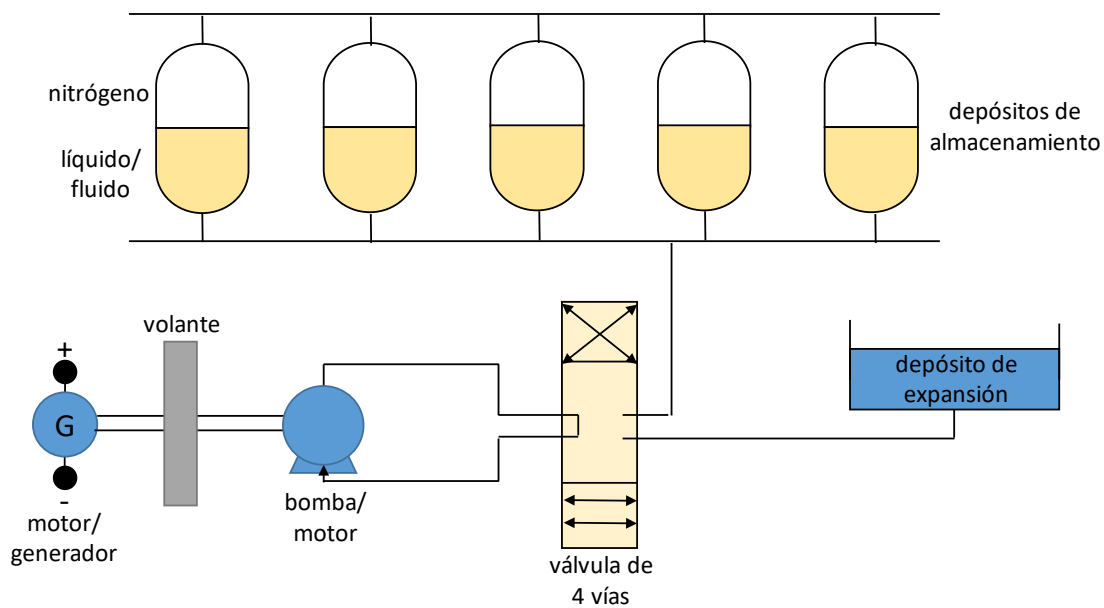 nitrógeno
líquido/
fluido
depósitos de
almacenamiento
volante
+
G
-
motor/
generador
bomba/
motor
válvula de
4 vías
depósito de
expansión